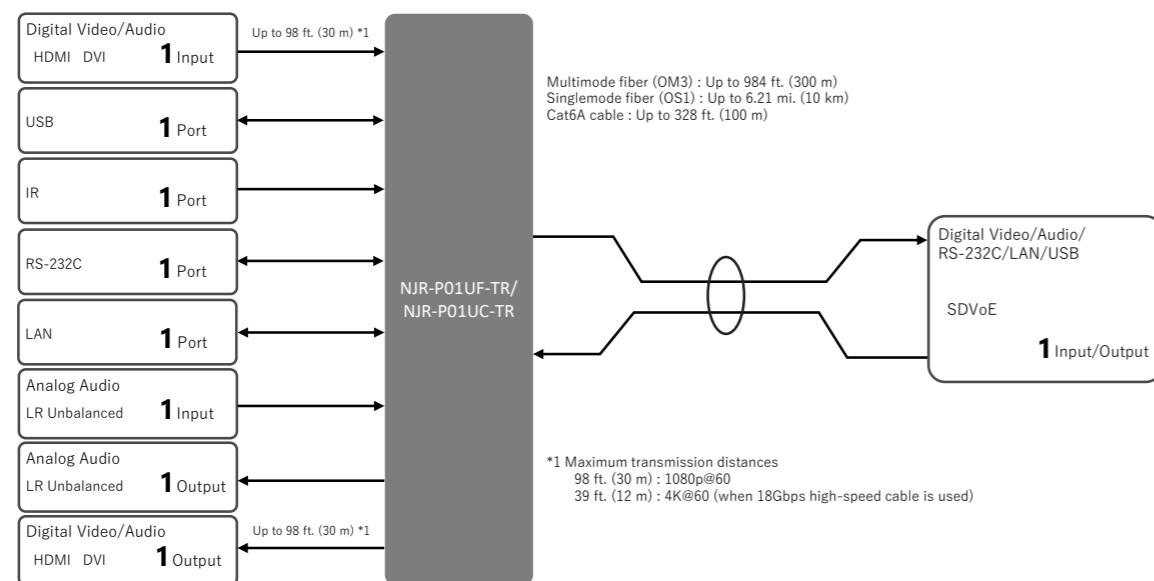 Digital Video/Audio
HDMI DVI 1 Input
Up to 98 ft. (30 m) *1
USB
1 Port
IR
1 Port
RS-232C
1 Port
LAN
1 Port
Analog Audio
LR Unbalanced 1 Input
Analog Audio
LR Unbalanced 1 Output
Digital Video/Audio
HDMI DVI 1 Output
Up to 98 ft. (30 m) *1
NJR-P01UF-TR/
NJR-P01UC-TR
Multimode fiber (OM3) : Up to 984 ft. (300 m)
Singlemode fiber (OS1) : Up to 6.21 mi. (10 km)
Cat6A cable : Up to 328 ft. (100 m)
Digital Video/Audio/
RS-232C/LAN/USB
SDVoE
1 Input/Output
*1 Maximum transmission distances
98 ft. (30 m) : 1080p@60
39 ft. (12 m) : 4K@60 (when 18Gbps high-speed cable is used)